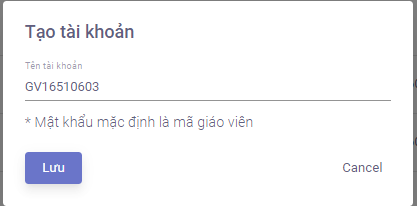 Tạo tài khoản
Tên tài khoản
GV16510603
* Mật khẩu mặc định là mã giáo viên
Lưu Cancel